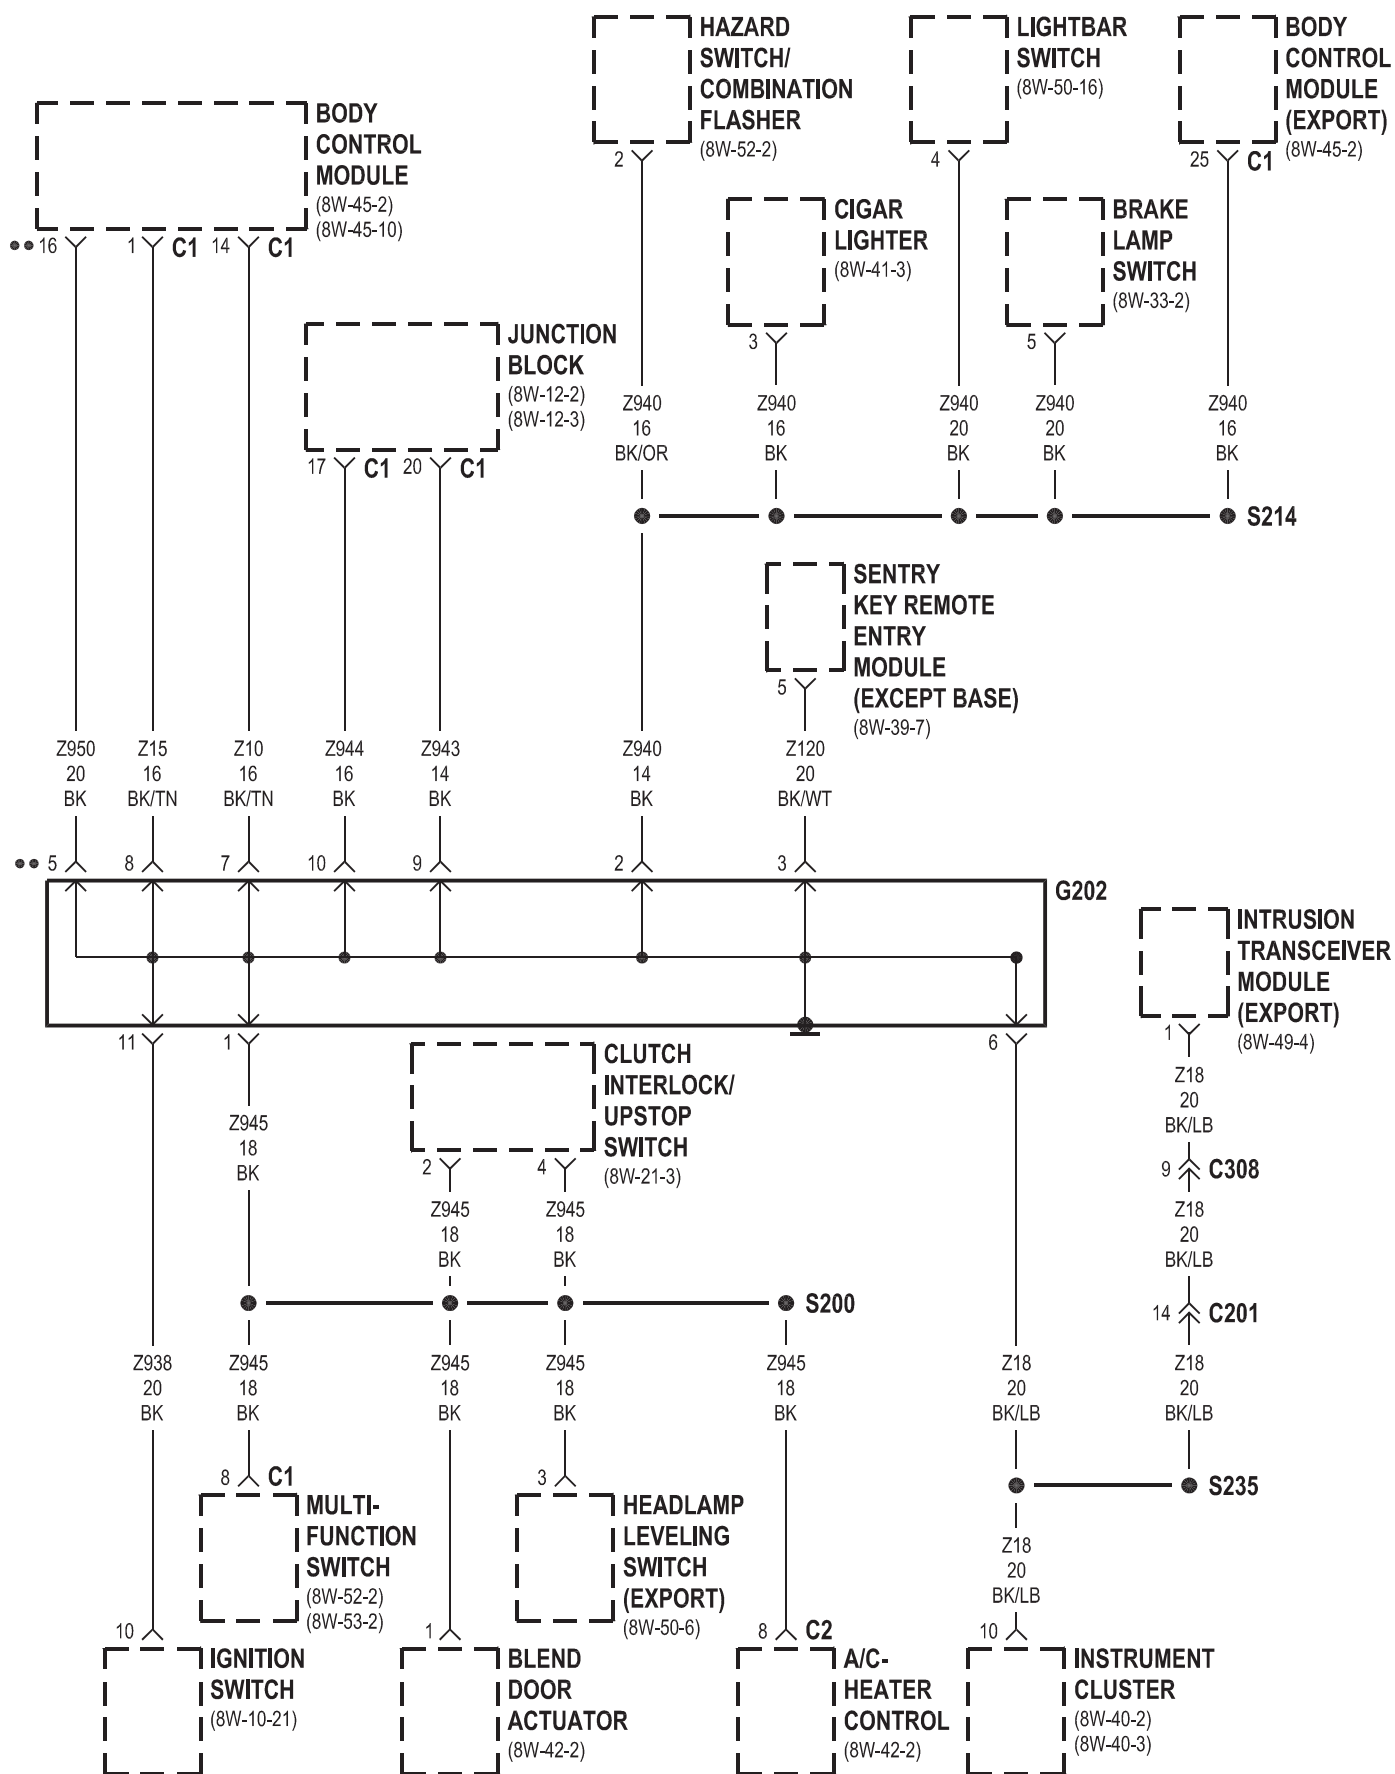 HAZARD
SWITCH/
COMBINATION
FLASHER
(8W-52-2)
2
LIGHTBAR
SWITCH
(8W-50-16)
4
BODY
CONTROL
MODULE
(EXPORT)
(8W-45-2)
25 C1
BODY
CONTROL
MODULE
(8W-45-2)
(8W-45-10)
•• 16 1 C1 14 C1
CIGAR
LIGHTER
(8W-41-3)
3
BRAKE
LAMP
SWITCH
(8W-33-2)
5
JUNCTION
BLOCK
(8W-12-2)
(8W-12-3)
17 C1 20 C1
Z940 Z940 Z940 Z940 Z940
16 16 20 20 16
BK/OR BK BK BK BK
S214
SENTRY
KEY REMOTE
ENTRY
MODULE
(EXCEPT BASE)
(8W-39-7)
5
Z950 Z15 Z10 Z944 Z943 Z940 Z120
20 16 16 16 14 14 20
BK BK/TN BK/TN BK BK BK BK/WT
•• 5 8 7 10 9 2 3
G202
INTRUSION
TRANSCEIVER
MODULE
(EXPORT)
(8W-49-4)
1
11 1 6
CLUTCH
INTERLOCK/
UPSTOP
SWITCH
(8W-21-3)
2 4
Z18
20
BK/LB
9 C308
Z945
18
BK
Z945 Z945
18 18
BK BK
Z18
20
BK/LB
S200
14 C201
Z938 Z945 Z945 Z945 Z945 Z18 Z18
20 18 18 18 18 20 20
BK BK BK BK BK BK/LB BK/LB
S235
8 C1
MULTI-
FUNCTION
SWITCH
(8W-52-2)
(8W-53-2)
3
HEADLAMP
LEVELING
SWITCH
(EXPORT)
(8W-50-6)
Z18
20
BK/LB
10
IGNITION
SWITCH
(8W-10-21)
1
BLEND
DOOR
ACTUATOR
(8W-42-2)
8 C2
A/C-
HEATER
CONTROL
(8W-42-2)
10
INSTRUMENT
CLUSTER
(8W-40-2)
(8W-40-3)